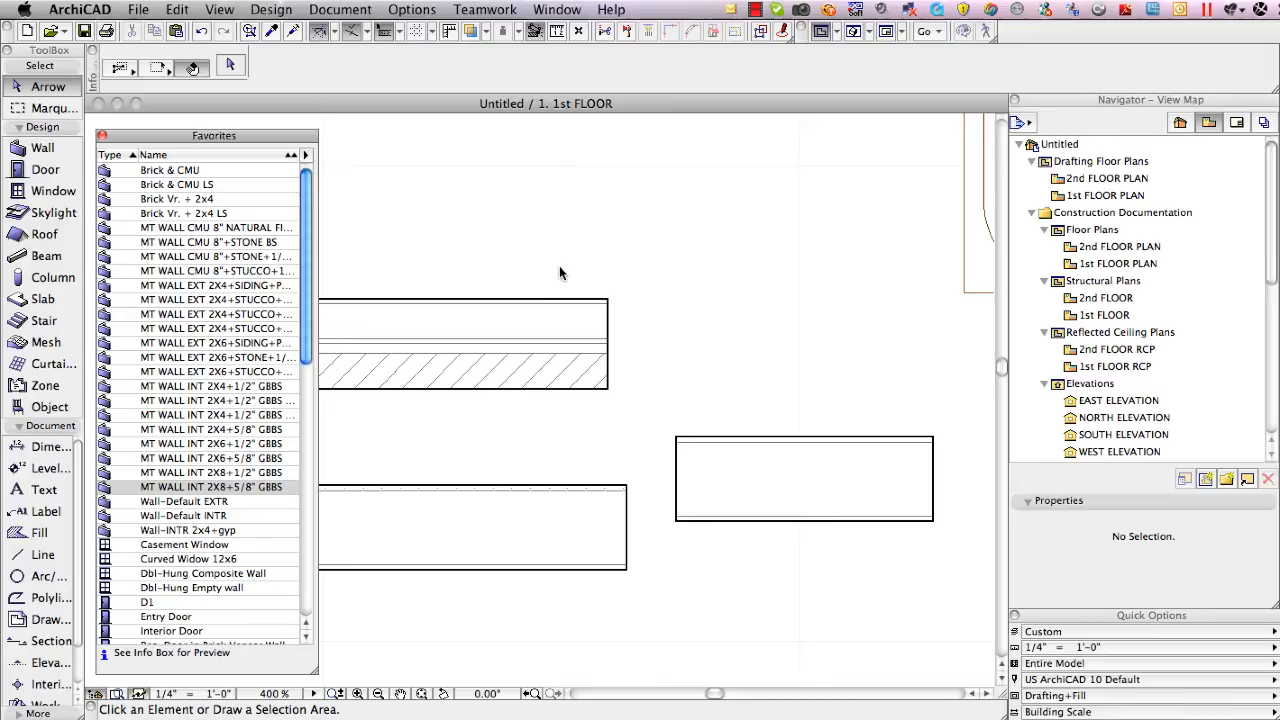 ArchiCAD File Edit View Design Document Options Teamwork Window Help
Go
ToolBox
Select
Arrow
Marqu...
Design
Wall
Door
Window
Skylight
Roof
Beam
Column
Slab
Stair
Mesh
Curtai...
Zone
Object
Document
Dime...
Level...
Text
Label
Fill
Line
Arc/...
Polyli...
Draw...
Section
Eleva...
Interi...
More
Info
Untitled / 1. 1st FLOOR
Favorites
Type Name
Brick & CMU
Brick & CMU LS
Brick Vr. + 2x4
Brick Vr. + 2x4 LS
MT WALL CMU 8" NATURAL FI...
MT WALL CMU 8"+STONE BS
MT WALL CMU 8"+STONE+1/...
MT WALL CMU 8"+STUCCO+1...
MT WALL EXT 2X4+SIDING+P...
MT WALL EXT 2X4+STUCCO+...
MT WALL EXT 2X4+STUCCO+...
MT WALL EXT 2X4+STUCCO+...
MT WALL EXT 2X6+SIDING+P...
MT WALL EXT 2X6+STONE+1/...
MT WALL EXT 2X6+STUCCO+...
MT WALL INT 2X4+1/2" GBBS
MT WALL INT 2X4+1/2" GBBS ...
MT WALL INT 2X4+1/2" GBBS ...
MT WALL INT 2X4+5/8" GBBS
MT WALL INT 2X6+1/2" GBBS
MT WALL INT 2X6+5/8" GBBS
MT WALL INT 2X8+1/2" GBBS
MT WALL INT 2X8+5/8" GBBS
Wall-Default EXTR
Wall-Default INTR
Wall-INTR 2x4+gyp
Casement Window
Curved Widow 12x6
Dbl-Hung Composite Wall
Dbl-Hung Empty wall
D1
Entry Door
Interior Door
See Info Box for Preview
1/4" = 1'-0" 400 % 0.00°
Click an Element or Draw a Selection Area.
Navigator - View Map
Untitled
Drafting Floor Plans
2nd FLOOR PLAN
1st FLOOR PLAN
Construction Documentation
Floor Plans
2nd FLOOR PLAN
1st FLOOR PLAN
Structural Plans
2nd FLOOR
1st FLOOR
Reflected Ceiling Plans
2nd FLOOR RCP
1st FLOOR RCP
Elevations
EAST ELEVATION
NORTH ELEVATION
SOUTH ELEVATION
WEST ELEVATION
Properties
No Selection.
Quick Options
Custom
1/4" = 1'-0"
Entire Model
US ArchiCAD 10 Default
Drafting+Fill
Building Scale